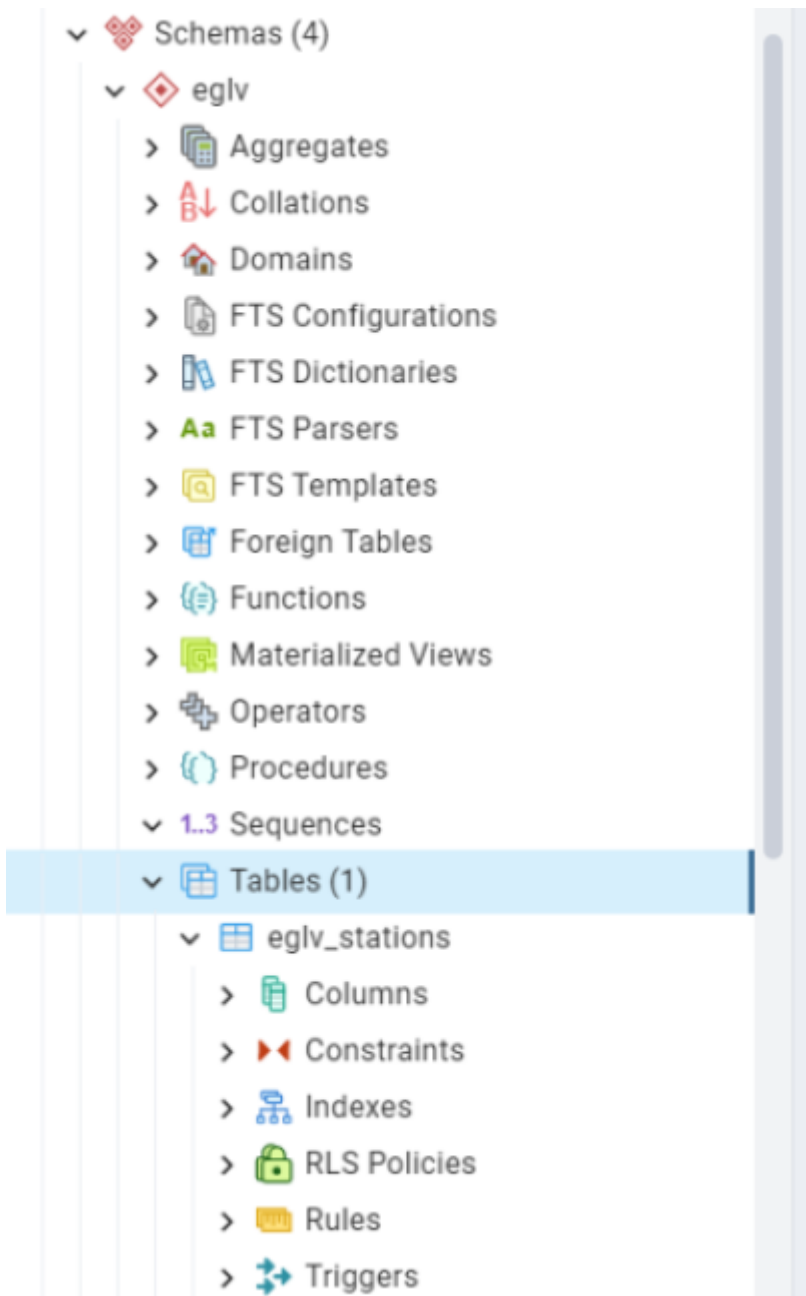 Schemas (4)
eglv
Aggregates
A
B↓ Collations
Domains
FTS Configurations
FTS Dictionaries
Aa FTS Parsers
FTS Templates
Foreign Tables
Functions
Materialized Views
Operators
Procedures
1..3 Sequences
Tables (1)
eglv_stations
Columns
Constraints
Indexes
RLS Policies
Rules
Triggers